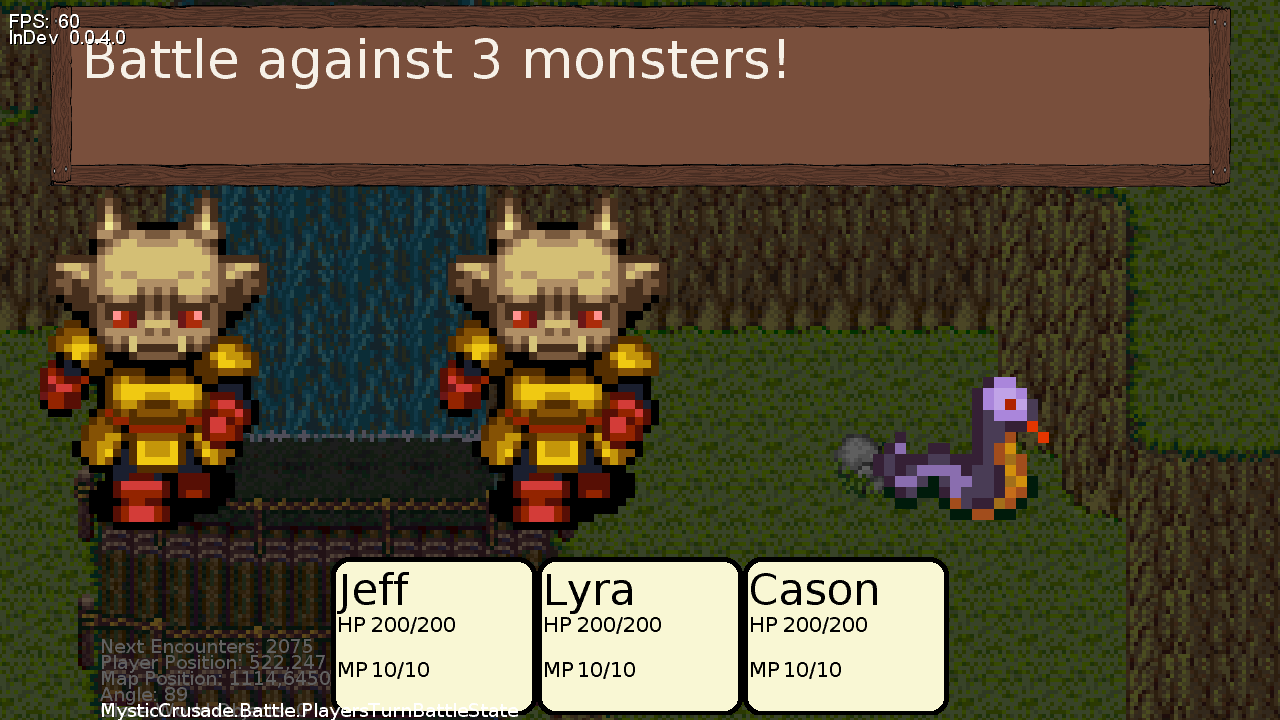 FPS: 60
InDev 0.0.4.0
Battle against 3 monsters!
Jeff
HP 200/200
MP 10/10
Lyra
HP 200/200
MP 10/10
Cason
HP 200/200
MP 10/10
Next Encounters: 2075
Player Position: 522,247
Map Position: 1114,6450
Angle: 89
MysticCrusade.Battle.PlayersTurnBattleState